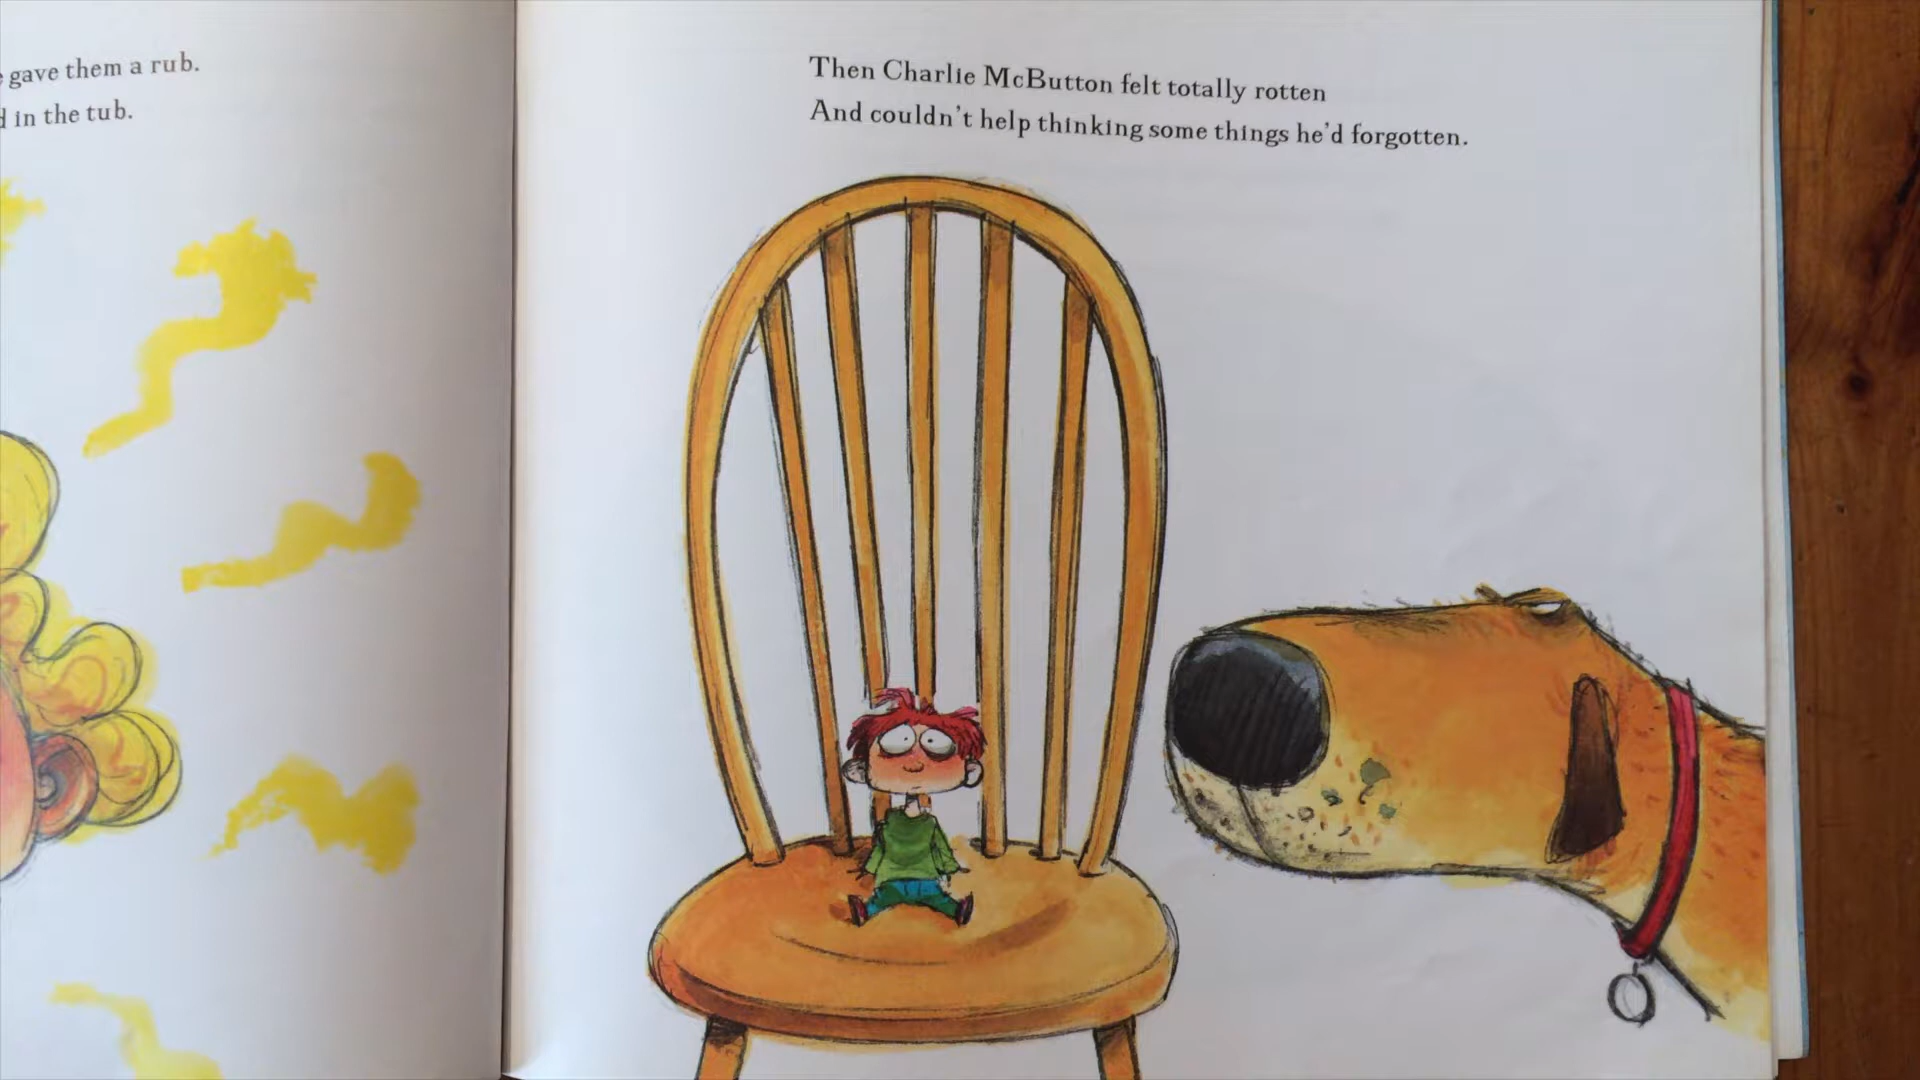 gave them a rub.
in the tub.
Then Charlie McButton felt totally rotten
And couldn't help thinking some things he'd forgotten.